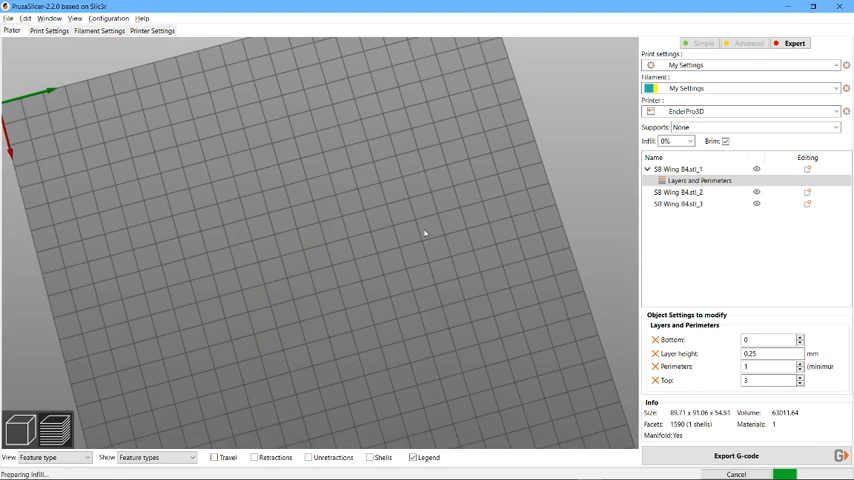 PrusaSlicer-2.2.0 based on Slic3r
File Edit Window View Configuration Help
Plater Print Settings Filament Settings Printer Settings
Simple Advanced Expert
Print settings :
My Settings
Filament :
My Settings
Printer :
EnderPro3D
Supports: None
Infill: 0% Brim:
Name Editing
SB Wing B4.stl_1
Layers and Perimeters
SB Wing B4.stl_2
SB Wing B4.stl_3
Object Settings to modify
Layers and Perimeters
Bottom: 0
Layer height: 0.25 mm
Perimeters: 1 (minimur
Top: 3
Info
Size: 89.71 x 91.06 x 54.51 Volume: 63011.64
Facets: 1590 (1 shells) Materials: 1
Manifold: Yes
Export G-code
View Feature type Show Feature types Travel Retractions Unretractions Shells Legend
Preparing infill... Cancel